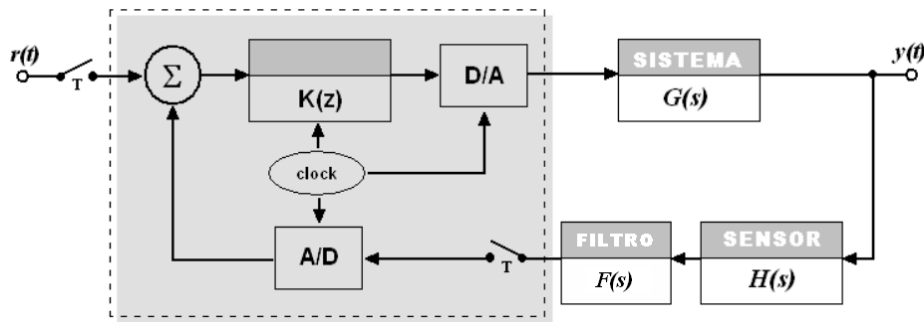 r(t)
T
Σ
K(z)
D/A
SISTEMA
G(s)
y(t)
clock
A/D
T
FILTRO
F(s)
SENSOR
H(s)